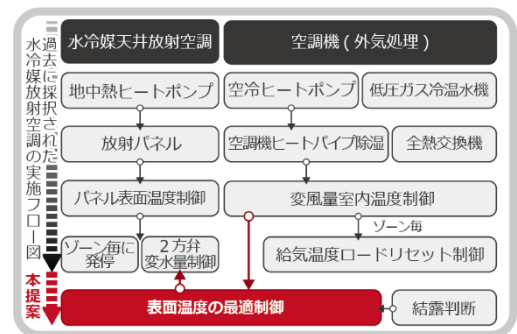 過去に採択された
水冷媒放射空調の実施フロー図
本提案
水冷媒天井放射空調
空調機(外気処理)
地中熱ヒートポンプ
空冷ヒートポンプ
低圧ガス冷温水機
放射パネル
空調機ヒートパイプ除湿
全熱交換機
パネル表面温度制御
変風量室内温度制御
ゾーン毎
ゾーン毎に
発停
2方弁
変水量制御
給気温度ロードリセット制御
表面温度の最適制御
結露判断